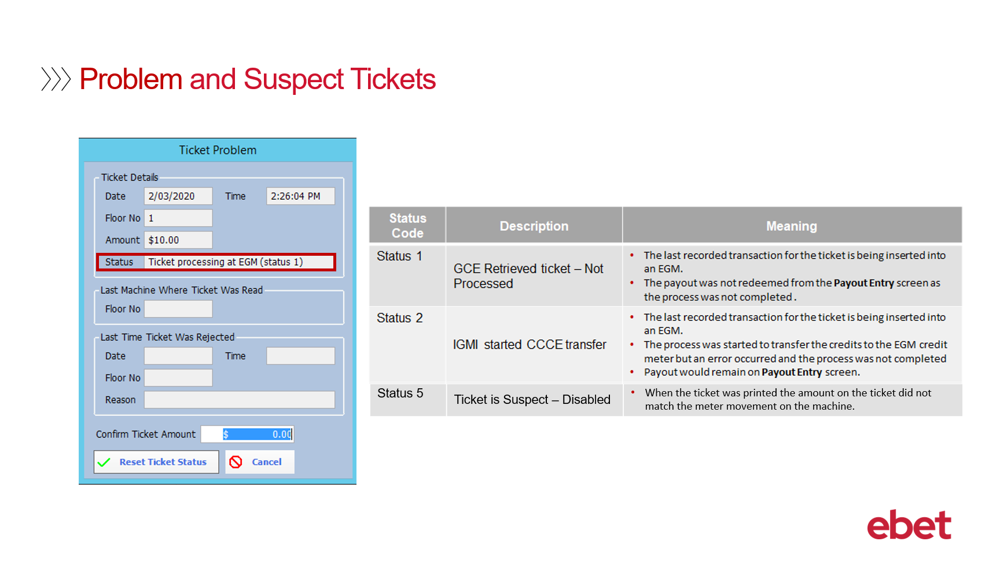 Problem and Suspect Tickets
Ticket Problem
Ticket Details
Date 2/03/2020 Time 2:26:04 PM
Floor No 1
Amount $10.00
Status Ticket processing at EGM (status 1)
Last Machine Where Ticket Was Read
Floor No
Last Time Ticket Was Rejected
Date Time
Floor No
Reason
Confirm Ticket Amount $ 0.00
Reset Ticket Status Cancel
Status
Code
Description
Meaning
Status 1
GCE Retrieved ticket – Not
Processed
• The last recorded transaction for the ticket is being inserted into
an EGM.
• The payout was not redeemed from the Payout Entry screen as
the process was not completed.
Status 2
IGMI started CCCE transfer
• The last recorded transaction for the ticket is being inserted into
an EGM.
• The process was started to transfer the credits to the EGM credit
meter but an error occurred and the process was not completed
• Payout would remain on Payout Entry screen.
Status 5
Ticket is Suspect – Disabled
• When the ticket was printed the amount on the ticket did not
match the meter movement on the machine.
ebet